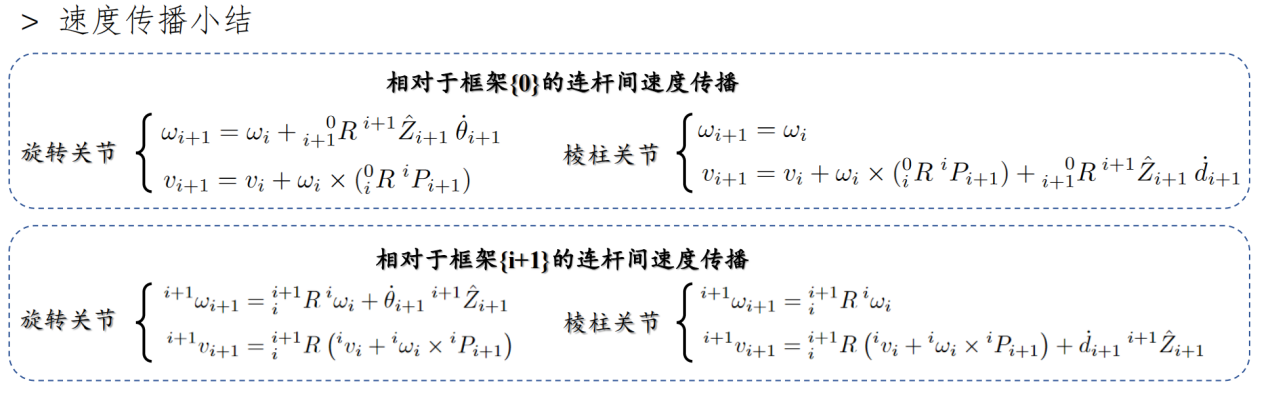 > 速度传播小结
相对于框架{0}的连杆间速度传播
旋转关节 { ω_{i+1} = ω_i + {}^{0}_{i+1}R {}^{i+1}\hat{Z}_{i+1} \dot{θ}_{i+1}
v_{i+1} = v_i + ω_i × ({}^{0}_{i}R {}^{i}P_{i+1})
棱柱关节 { ω_{i+1} = ω_i
v_{i+1} = v_i + ω_i × ({}^{0}_{i}R {}^{i}P_{i+1}) + {}^{0}_{i+1}R {}^{i+1}\hat{Z}_{i+1} \dot{d}_{i+1}
相对于框架{i+1}的连杆间速度传播
旋转关节 { {}^{i+1}ω_{i+1} = {}^{i+1}_{i}R {}^{i}ω_i + \dot{θ}_{i+1} {}^{i+1}\hat{Z}_{i+1}
{}^{i+1}v_{i+1} = {}^{i+1}_{i}R ({}^{i}v_i + {}^{i}ω_i × {}^{i}P_{i+1})
棱柱关节 { {}^{i+1}ω_{i+1} = {}^{i+1}_{i}R {}^{i}ω_i
{}^{i+1}v_{i+1} = {}^{i+1}_{i}R ({}^{i}v_i + {}^{i}ω_i × {}^{i}P_{i+1}) + \dot{d}_{i+1} {}^{i+1}\hat{Z}_{i+1}